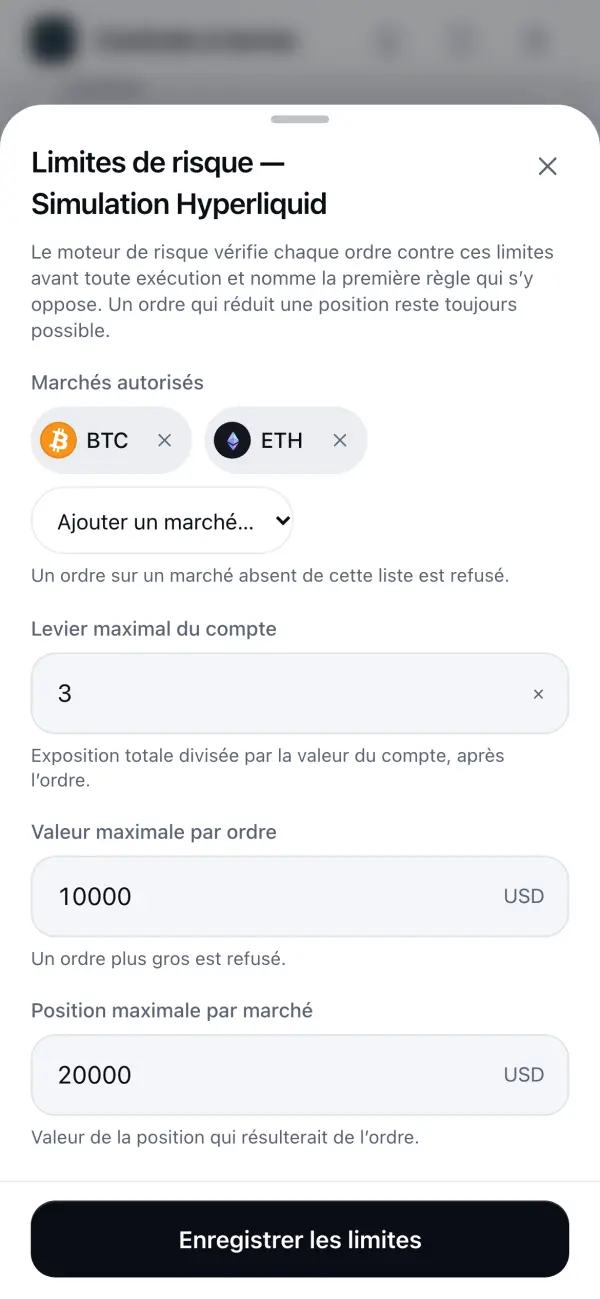 Limites de risque —
Simulation Hyperliquid
Le moteur de risque vérifie chaque ordre contre ces limites
avant toute exécution et nomme la première règle qui s’y
oppose. Un ordre qui réduit une position reste toujours
possible.
Marchés autorisés
BTC ×
ETH ×
Ajouter un marché...
Un ordre sur un marché absent de cette liste est refusé.
Levier maximal du compte
3 ×
Exposition totale divisée par la valeur du compte, après
l’ordre.
Valeur maximale par ordre
10000 USD
Un ordre plus gros est refusé.
Position maximale par marché
20000 USD
Valeur de la position qui résulterait de l’ordre.
Enregistrer les limites